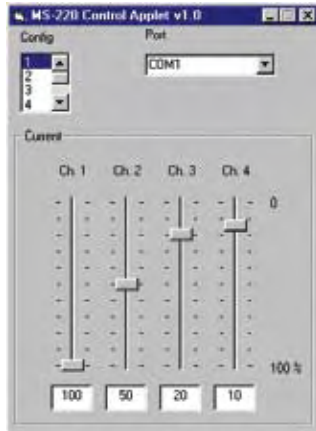 MS-220 Control Applet v1.0
Config
Port
1
2
3
4
COM1
Current
Ch. 1 Ch. 2 Ch. 3 Ch. 4
0
100 %
100 50 20 10